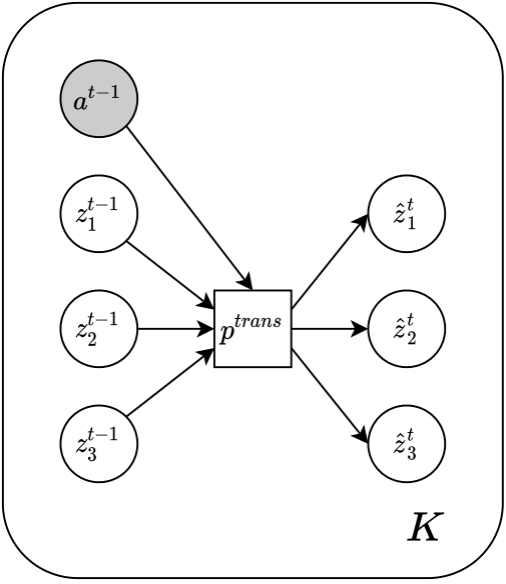 a^{t-1}
z_1^{t-1}
ẑ_1^t
z_2^{t-1}
p^{trans}
ẑ_2^t
z_3^{t-1}
ẑ_3^t
K